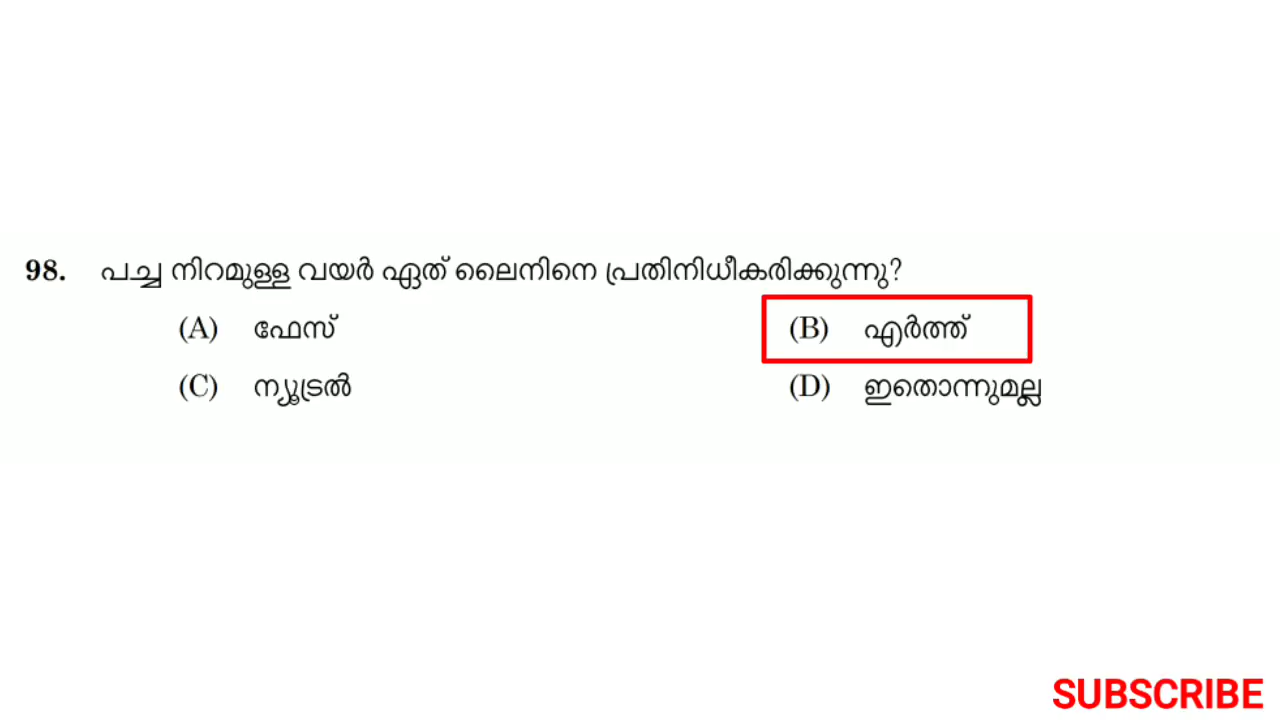 98. പച്ച നിറമുള്ള വയർ ഏത് ലൈനിനെ പ്രതിനിധീകരിക്കുന്നു?
(A) ഫേസ് (B) എർത്ത്
(C) ന്യൂട്രൽ (D) ഇതൊന്നുമല്ല
SUBSCRIBE